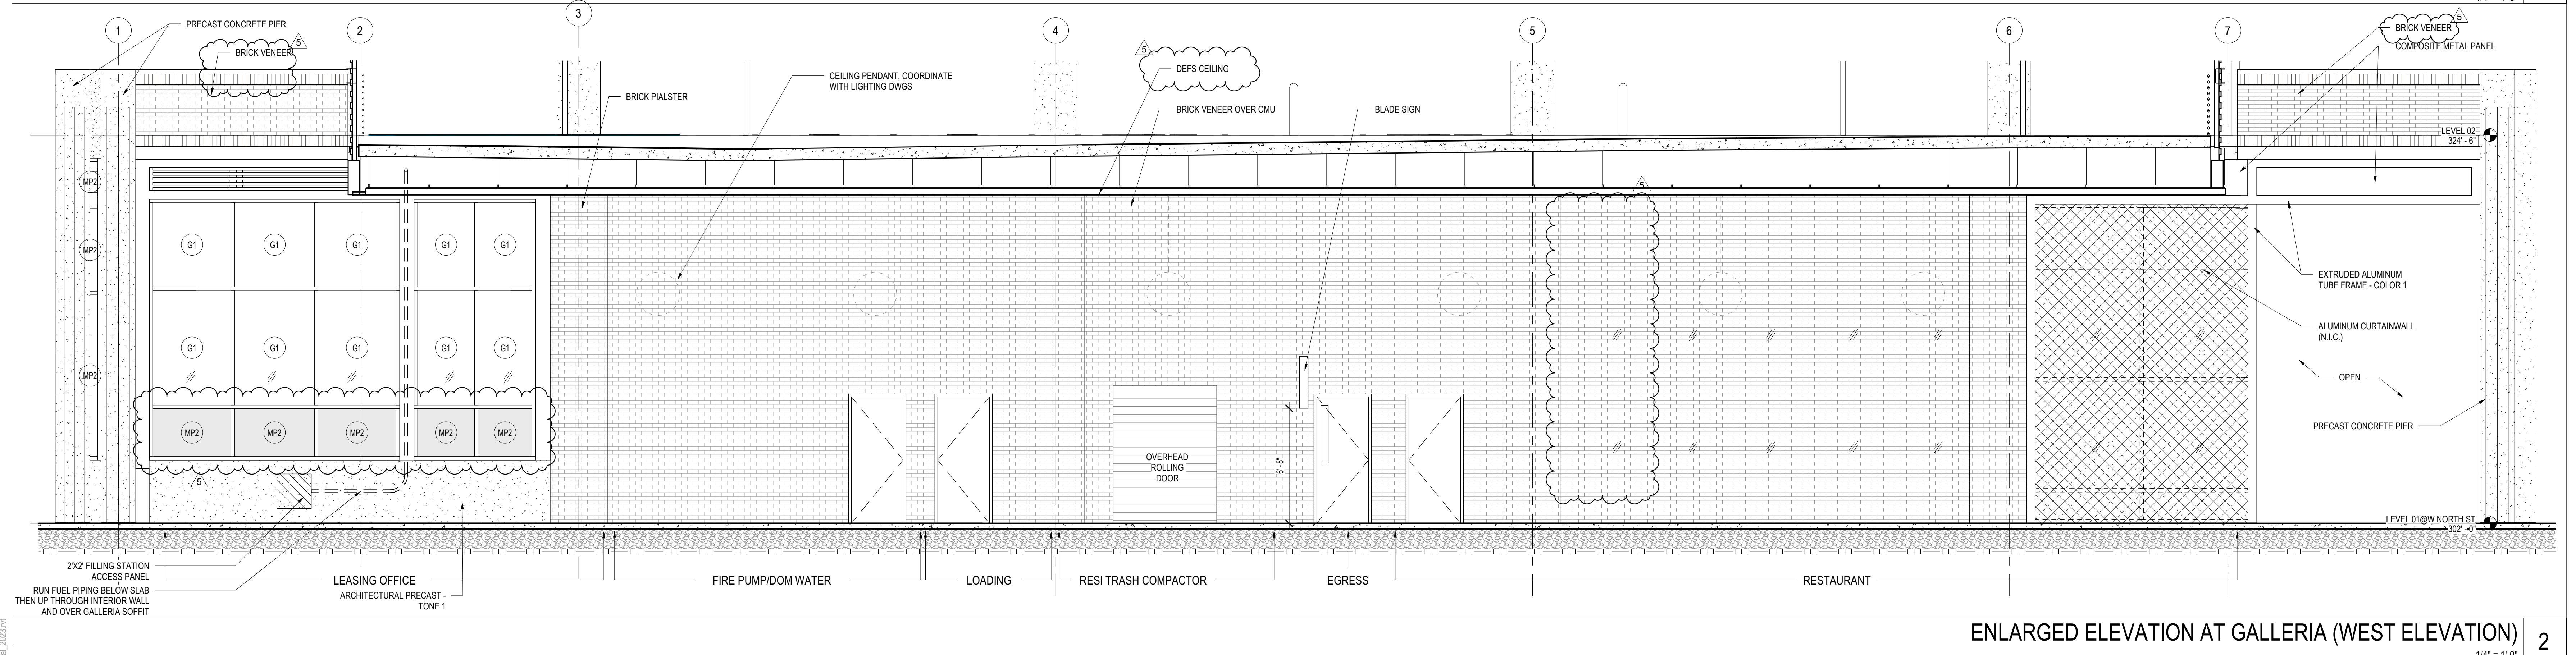 1
2
3
4
5
6
7
PRECAST CONCRETE PIER
BRICK VENEER
5
CEILING PENDANT, COORDINATE
WITH LIGHTING DWGS
BRICK PIALSTER
5
DEFS CEILING
BRICK VENEER OVER CMU
BLADE SIGN
5
BRICK VENEER
COMPOSITE METAL PANEL
LEVEL 02
324' - 6"
MP2
MP2
MP2
G1
G1
G1
G1
G1
G1
G1
G1
G1
G1
MP2
MP2
MP2
MP2
MP2
5
5
OVERHEAD
ROLLING
DOOR
6' - 8"
EXTRUDED ALUMINUM
TUBE FRAME - COLOR 1
ALUMINUM CURTAINWALL
(N.I.C.)
OPEN
PRECAST CONCRETE PIER
LEVEL 01@W NORTH ST
302' - 0"
2'X2' FILLING STATION
ACCESS PANEL
RUN FUEL PIPING BELOW SLAB
THEN UP THROUGH INTERIOR WALL
AND OVER GALLERIA SOFFIT
LEASING OFFICE
ARCHITECTURAL PRECAST -
TONE 1
FIRE PUMP/DOM WATER
LOADING
RESI TRASH COMPACTOR
EGRESS
RESTAURANT
ENLARGED ELEVATION AT GALLERIA (WEST ELEVATION)
2
1/4" = 1'-0"